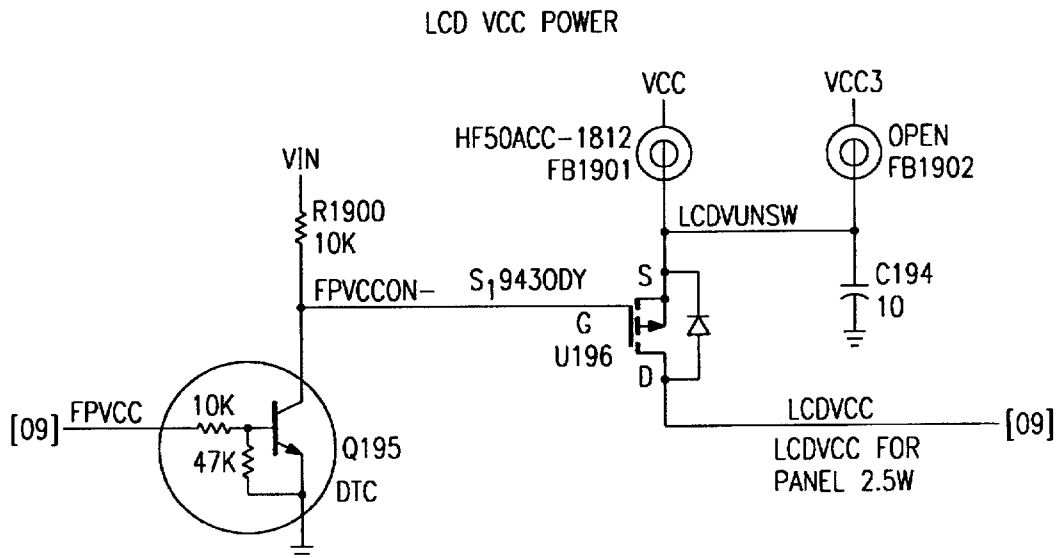 LCD VCC POWER
VCC
VCC3
HF50ACC-1812
FB1901
OPEN
FB1902
VIN
R1900
10K
LCDVUNSW
FPVCCON-
S19430DY
S
G
U196
D
C194
10
[09]
FPVCC
10K
47K
Q195
DTC
LCDVCC
[09]
LCDVCC FOR
PANEL 2.5W